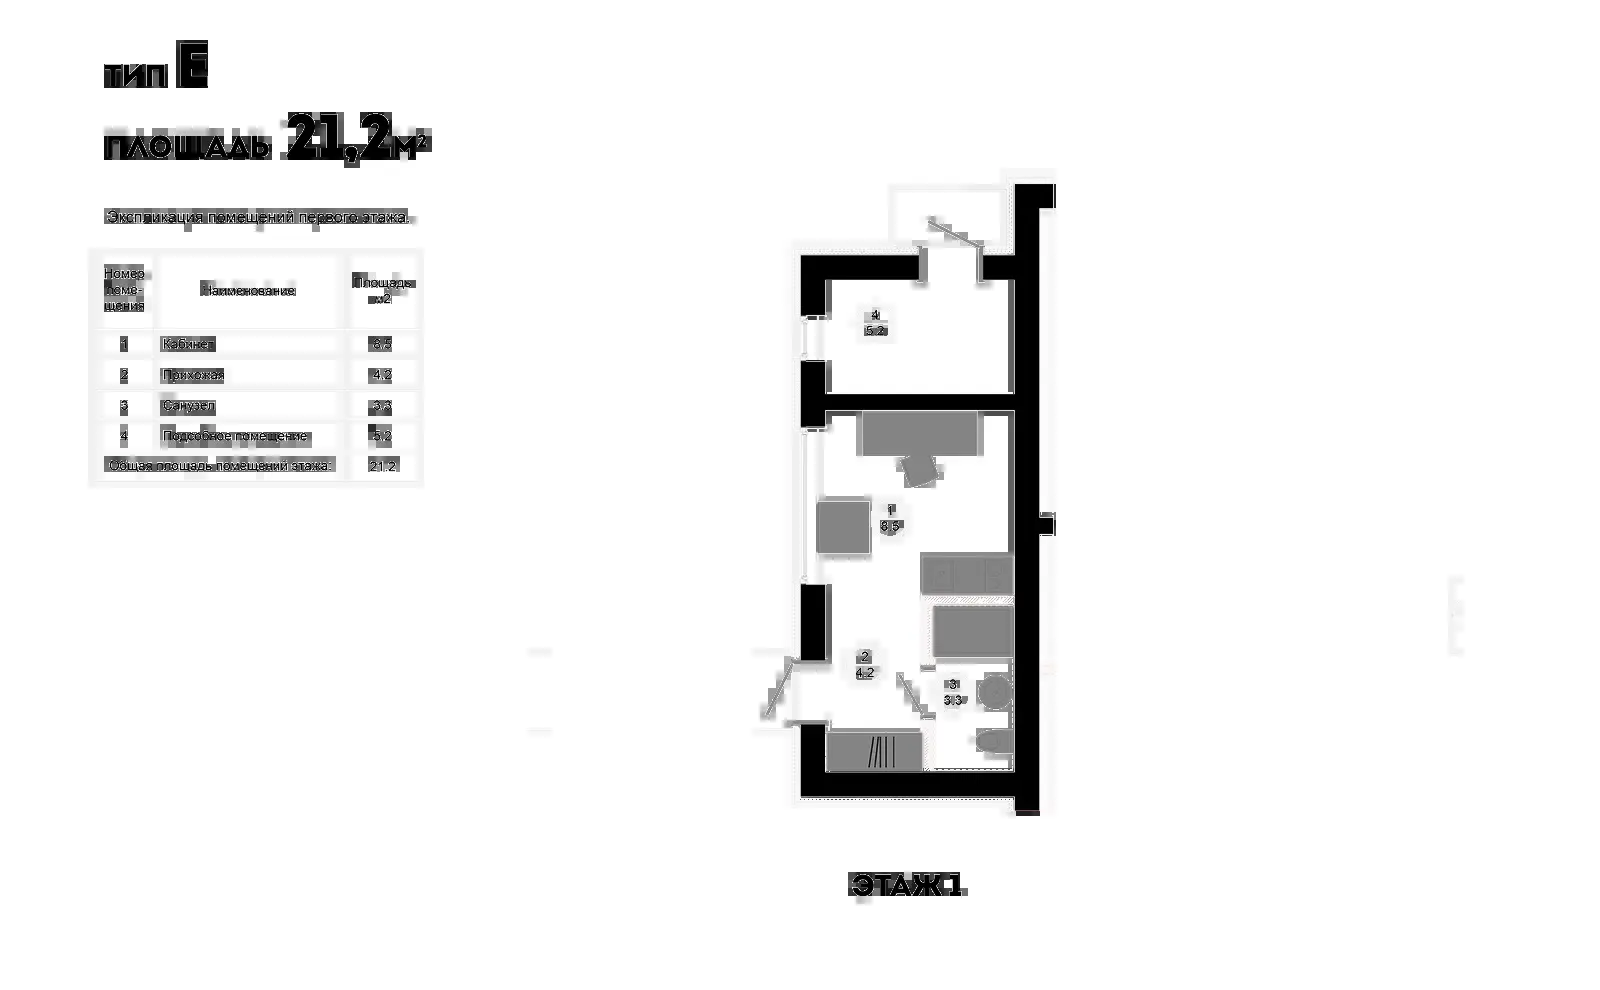 ТИП Е
ПЛОЩАДЬ 21,2 м²
Экспликация помещений первого этажа.
Номер поме-щения
Наименование
Площадь м2
1 Кабинет 8.5
2 Прихожая 4.2
3 Санузел 3.3
4 Подсобное помещение 5.2
Общая площадь помещений этажа: 21.2
4
5.2
1
8.5
2
4.2
3
3.3
ЭТАЖ 1